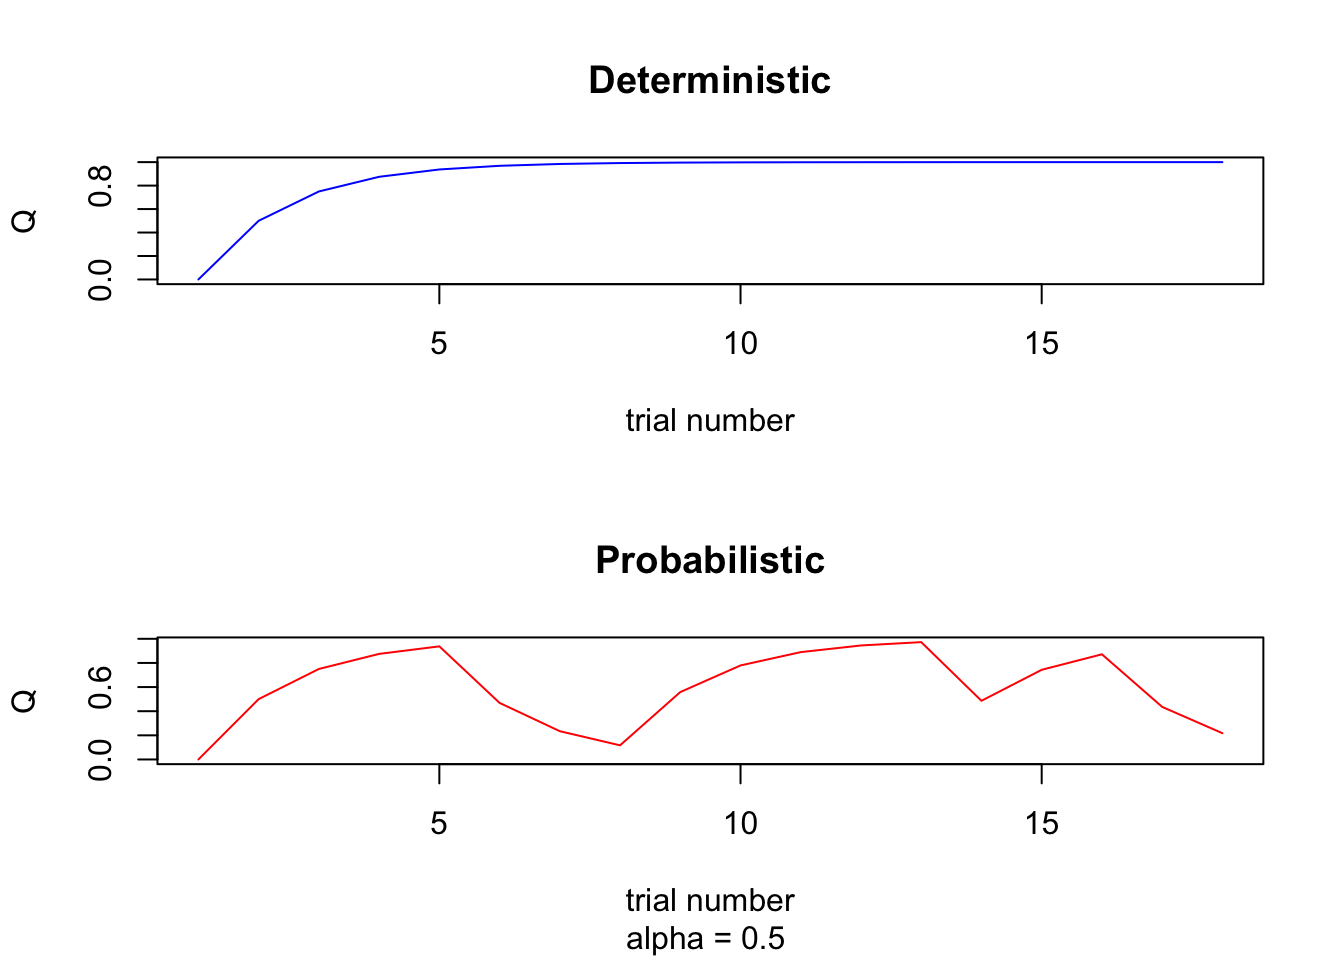 Deterministic
Q
0.8
0.0
5 10 15
trial number
Probabilistic
Q
0.6
0.0
5 10 15
trial number
alpha = 0.5